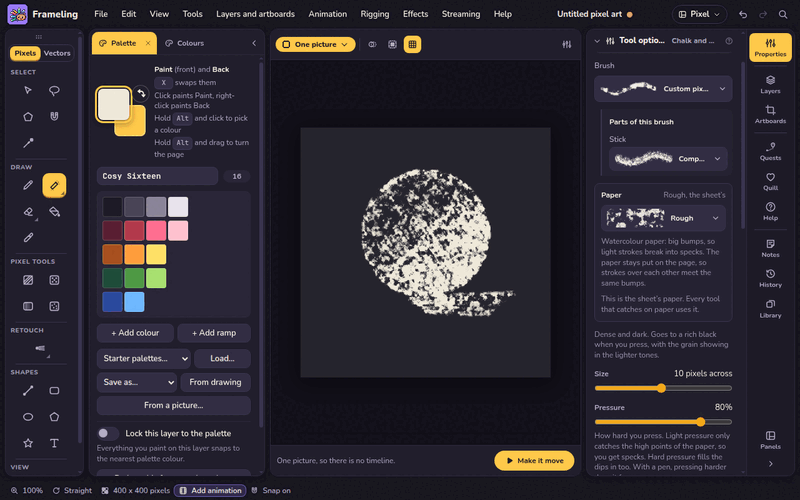 Frameling File Edit View Tools Layers and artboards Animation Rigging Effects Streaming Help Untitled pixel art Pixel
Pixels Vectors
SELECT
DRAW
PIXEL TOOLS
RETOUCH
SHAPES
VIEW
Palette Colours
Paint (front) and Back
X swaps them
Click paints Paint, right-
click paints Back
Hold Alt and click to pick
a colour
Hold Alt and drag to turn
the page
Cosy Sixteen 16
+ Add colour + Add ramp
Starter palettes... Load...
Save as... From drawing
From a picture...
Lock this layer to the palette
Everything you paint on this layer snaps to
the nearest palette colour.
One picture
One picture, so there is no timeline. Make it move
Tool optio... Chalk and ...
Brush
Custom pix...
Parts of this brush
Stick
Comp...
Paper Rough, the sheet's
Rough
Watercolour paper: big bumps, so
light strokes break into specks. The
paper stays put on the page, so
strokes over each other meet the
same bumps.
This is the sheet's paper. Every tool
that catches on paper uses it.
Dense and dark. Goes to a rich black
when you press, with the grain showing
in the lighter tones.
Size 10 pixels across
Pressure 80%
How hard you press. Light pressure only
catches the high points of the paper, so
you get specks. Hard pressure fills the
dips in too. With a pen, pressing harder
Properties
Layers
Artboards
Quests
Quill
Help
Notes
History
Library
Panels
100% Straight 400 x 400 pixels Add animation Snap on